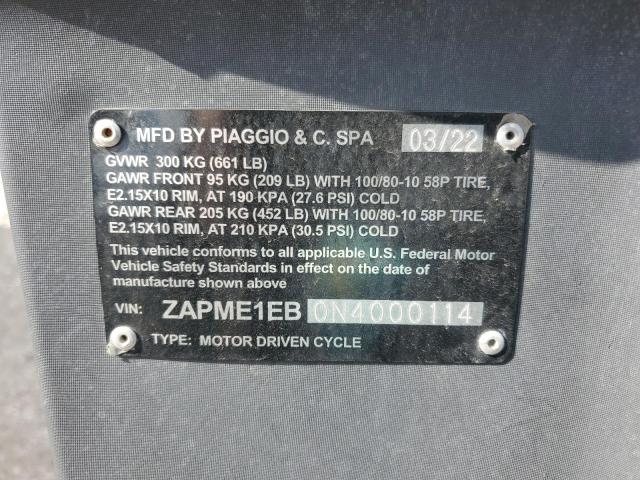 MFD BY PIAGGIO & C. SPA 03/22
GVWR 300 KG (661 LB)
GAWR FRONT 95 KG (209 LB) WITH 100/80-10 58P TIRE,
E2.15X10 RIM, AT 190 KPA (27.6 PSI) COLD
GAWR REAR 205 KG (452 LB) WITH 100/80-10 58P TIRE,
E2.15X10 RIM, AT 210 KPA (30.5 PSI) COLD
This vehicle conforms to all applicable U.S. Federal Motor
Vehicle Safety Standards in effect on the date of
manufacture shown above
VIN: ZAPME1EB 0N4000114
TYPE: MOTOR DRIVEN CYCLE